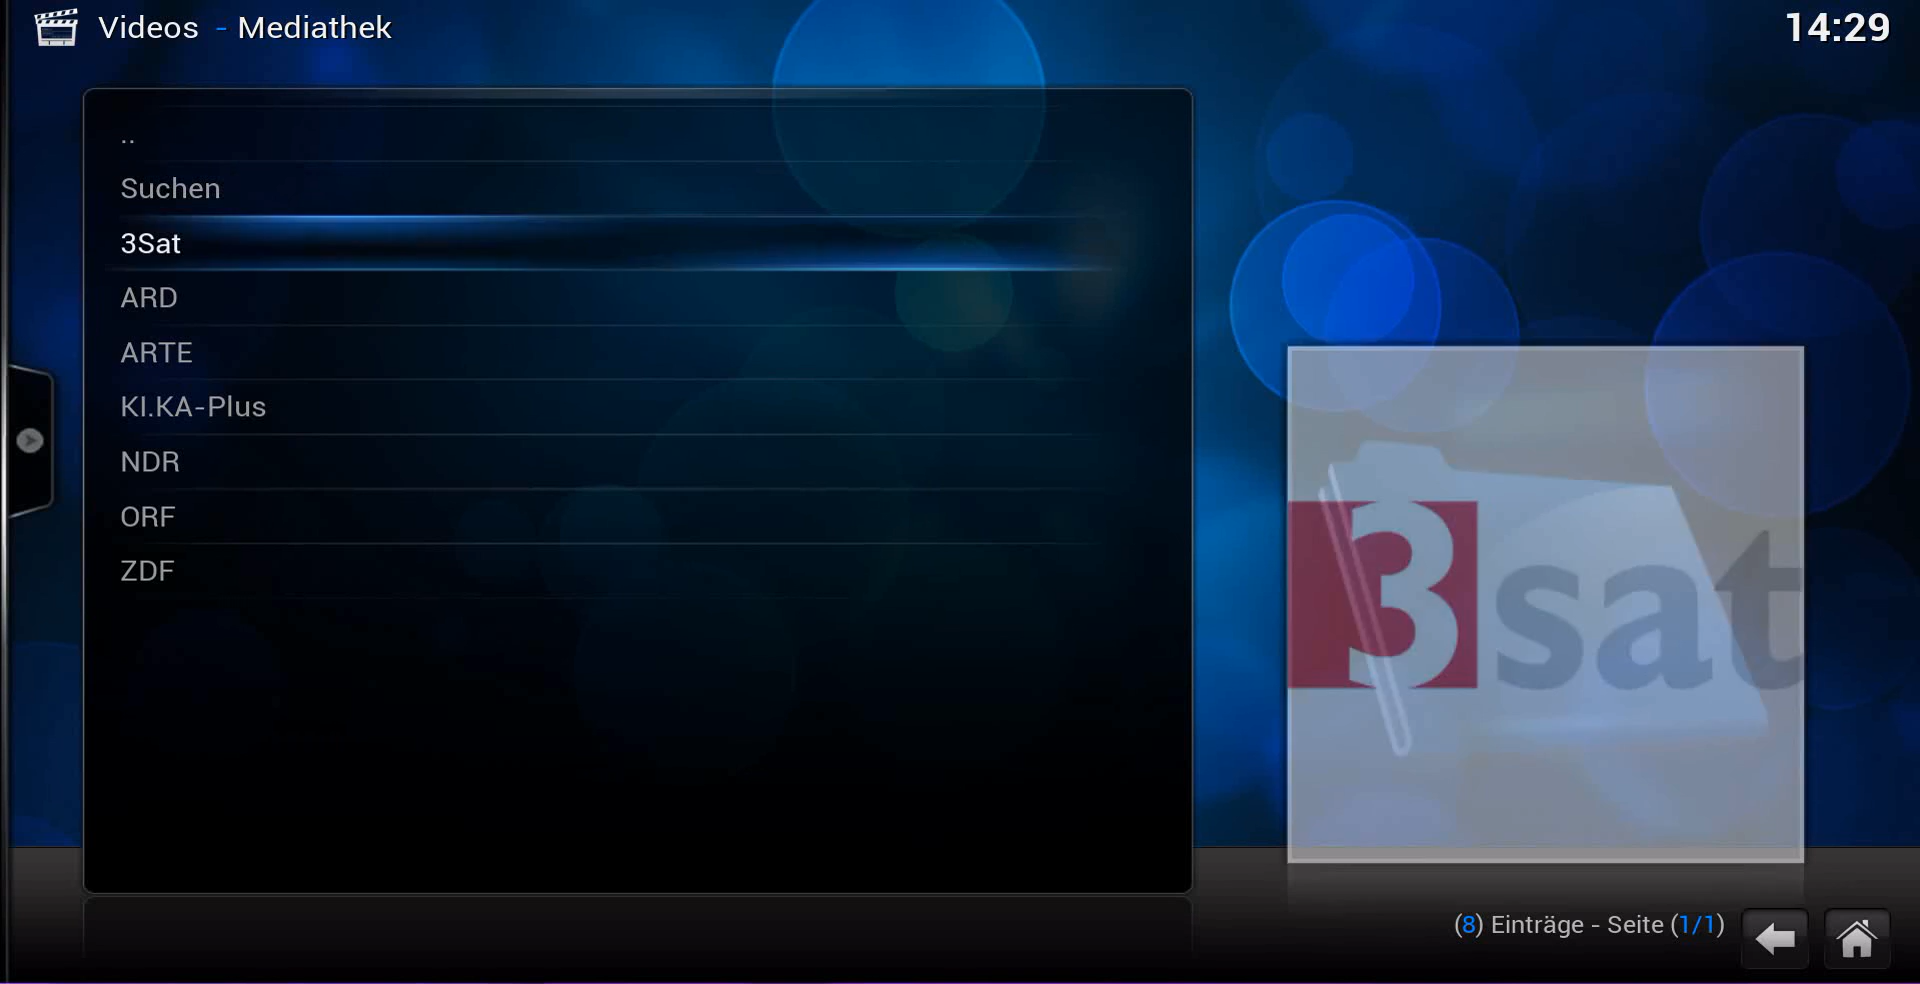 Videos - Mediathek
14:29
..
Suchen
3Sat
ARD
ARTE
KI.KA-Plus
NDR
ORF
ZDF
3sat
(8) Einträge - Seite (1/1)